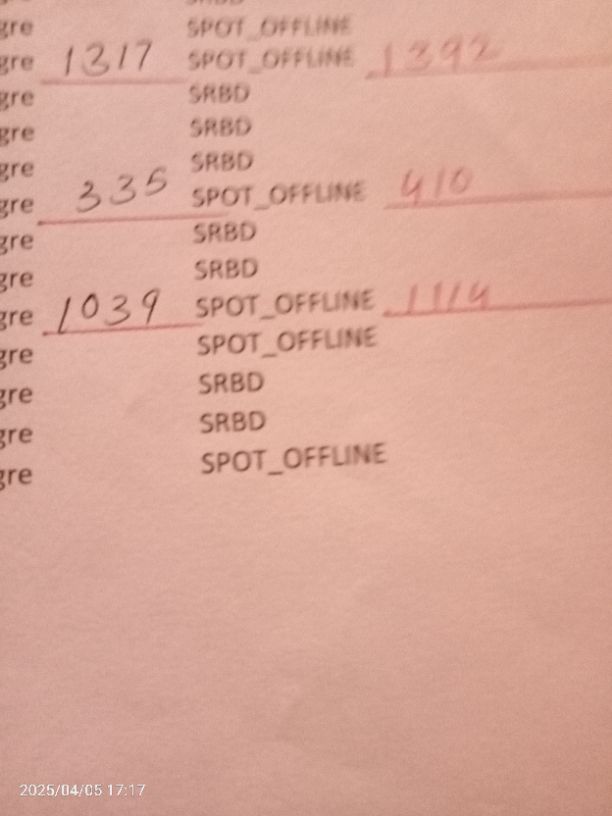 gre SPOT_OFFLINE
gre 1317 SPOT_OFFLINE 1392
gre SRBD
gre SRBD
gre SRBD
gre 335 SPOT_OFFLINE 410
gre SRBD
gre SRBD
gre 1039 SPOT_OFFLINE 1114
gre SPOT_OFFLINE
gre SRBD
gre SRBD
gre SPOT_OFFLINE
2025/04/05 17:17